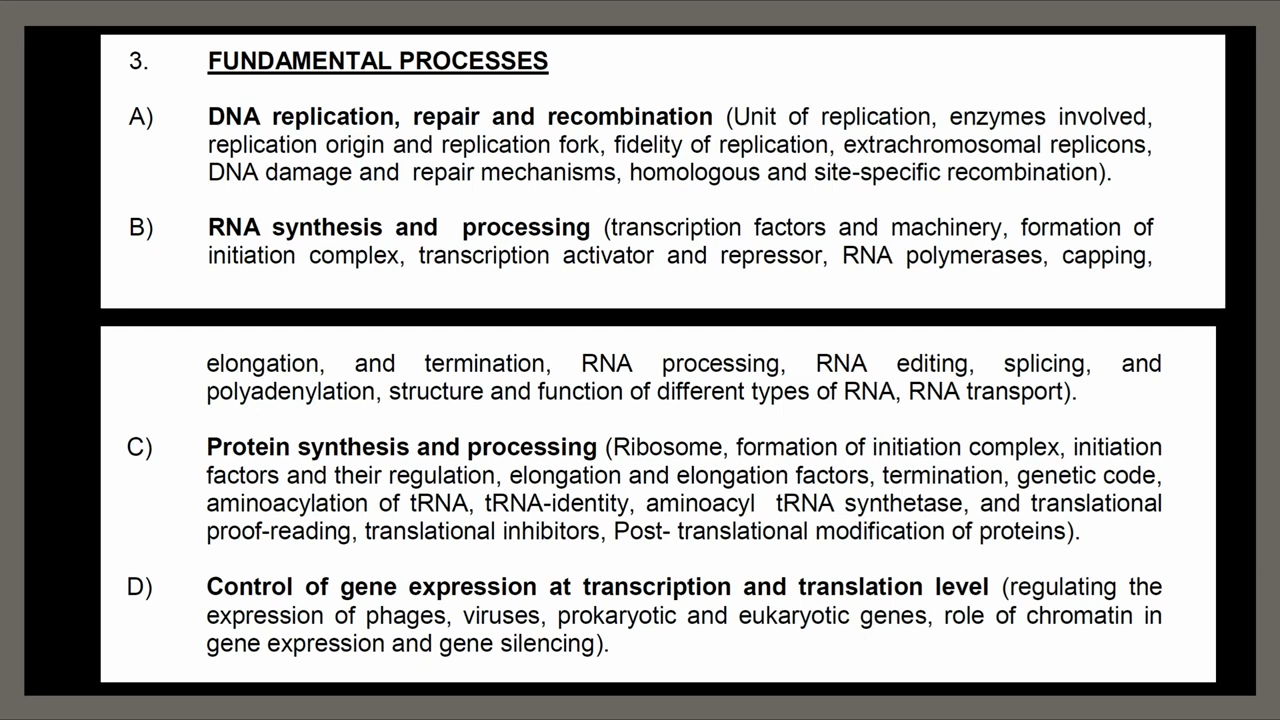 3. FUNDAMENTAL PROCESSES
A) DNA replication, repair and recombination (Unit of replication, enzymes involved,
replication origin and replication fork, fidelity of replication, extrachromosomal replicons,
DNA damage and repair mechanisms, homologous and site-specific recombination).
B) RNA synthesis and processing (transcription factors and machinery, formation of
initiation complex, transcription activator and repressor, RNA polymerases, capping,
elongation, and termination, RNA processing, RNA editing, splicing, and
polyadenylation, structure and function of different types of RNA, RNA transport).
C) Protein synthesis and processing (Ribosome, formation of initiation complex, initiation
factors and their regulation, elongation and elongation factors, termination, genetic code,
aminoacylation of tRNA, tRNA-identity, aminoacyl tRNA synthetase, and translational
proof-reading, translational inhibitors, Post- translational modification of proteins).
D) Control of gene expression at transcription and translation level (regulating the
expression of phages, viruses, prokaryotic and eukaryotic genes, role of chromatin in
gene expression and gene silencing).